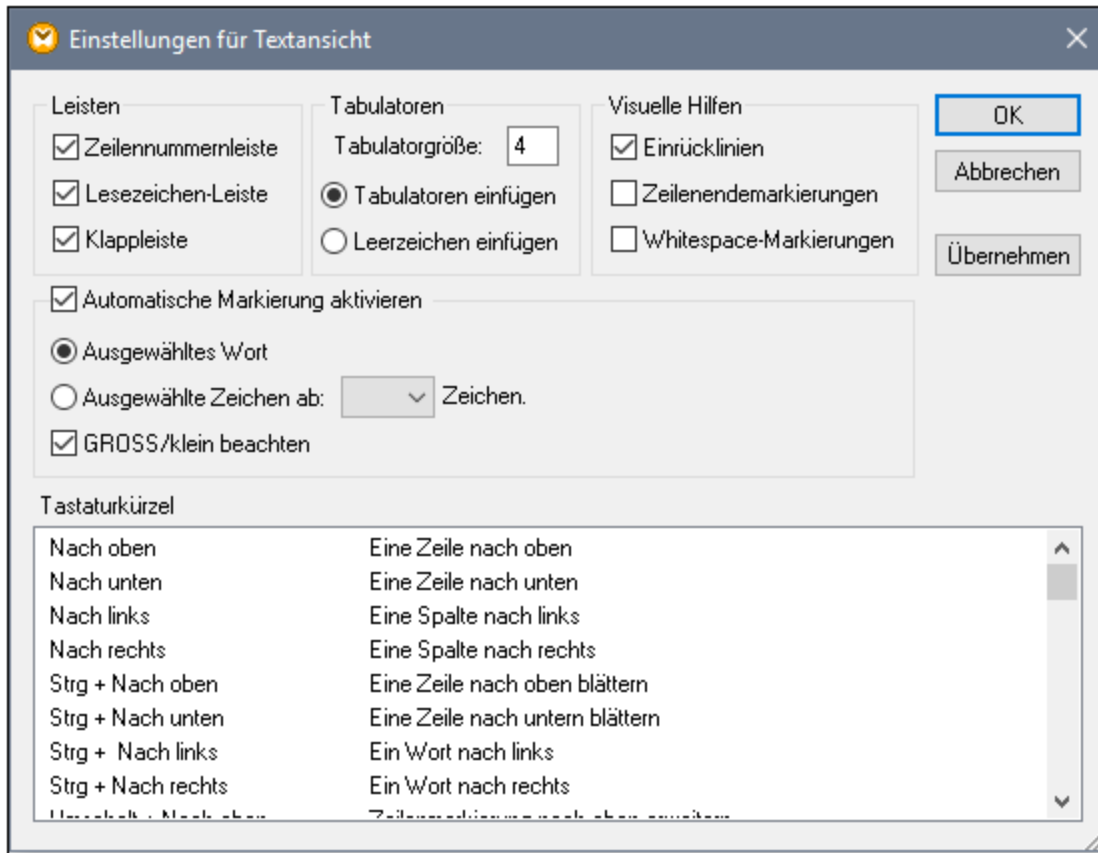 Einstellungen für Textansicht
Leisten
Zeilennummernleiste
Lesezeichen-Leiste
Klappleiste
Tabulatoren
Tabulatorgröße: 4
Tabulatoren einfügen
Leerzeichen einfügen
Visuelle Hilfen
Einrücklinien
Zeilenendemarkierungen
Whitespace-Markierungen
OK
Abbrechen
Übernehmen
Automatische Markierung aktivieren
Ausgewähltes Wort
Ausgewählte Zeichen ab: Zeichen.
GROSS/klein beachten
Tastaturkürzel
Nach oben Eine Zeile nach oben
Nach unten Eine Zeile nach unten
Nach links Eine Spalte nach links
Nach rechts Eine Spalte nach rechts
Strg + Nach oben Eine Zeile nach oben blättern
Strg + Nach unten Eine Zeile nach untern blättern
Strg + Nach links Ein Wort nach links
Strg + Nach rechts Ein Wort nach rechts